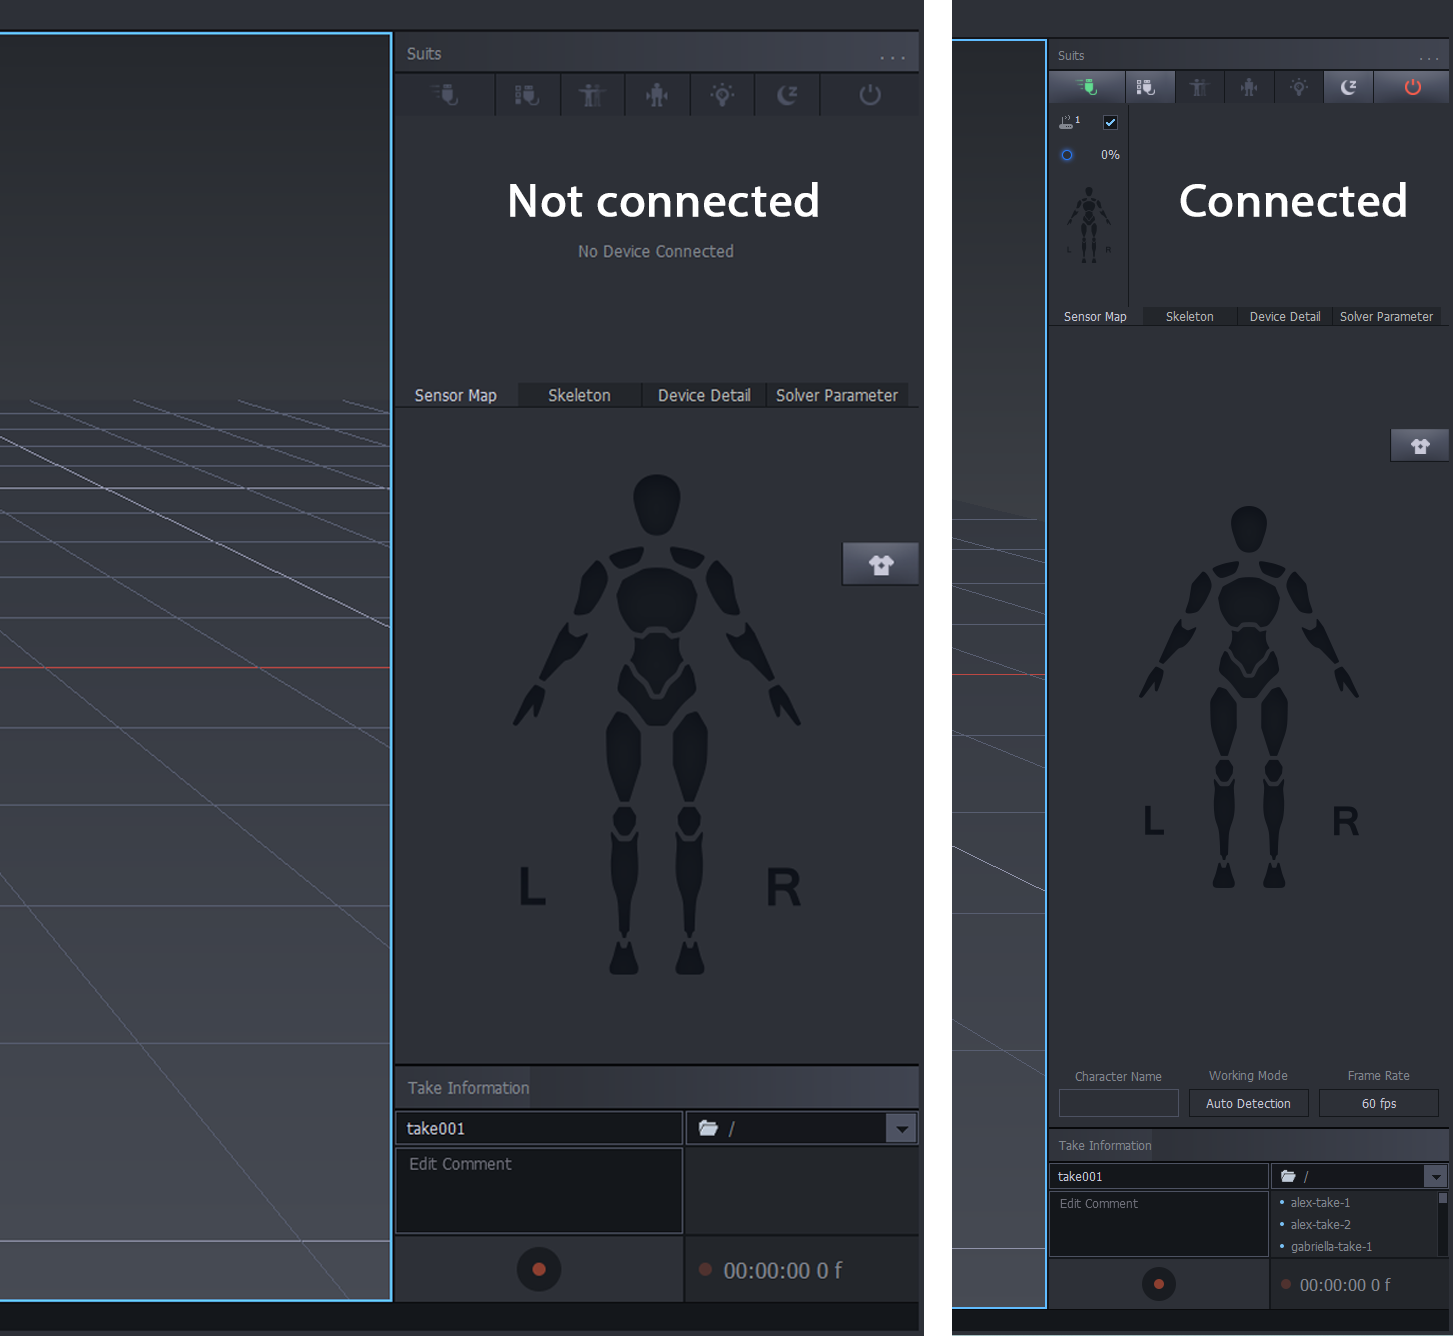 Suits
...
Not connected
No Device Connected
Sensor Map
Skeleton
Device Detail
Solver Parameter
L
R
Take Information
take001
/
Edit Comment
00:00:00 0 f
Suits
...
1
0%
Connected
L
R
Sensor Map
Skeleton
Device Detail
Solver Parameter
L
R
Character Name
Working Mode
Frame Rate
Auto Detection
60 fps
Take Information
take001
/
Edit Comment
alex-take-1
alex-take-2
gabriella-take-1
00:00:00 0 f